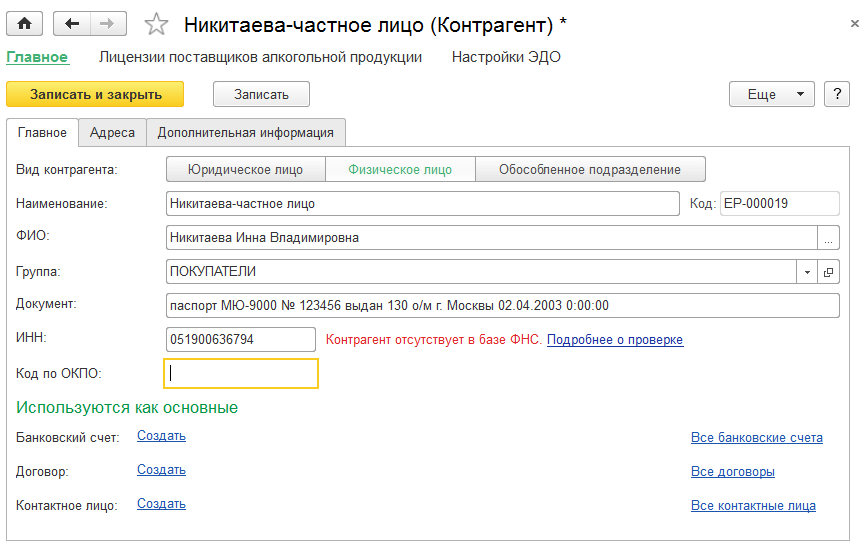 Никитаева-частное лицо (Контрагент) *
Главное Лицензии поставщиков алкогольной продукции Настройки ЭДО
Записать и закрыть Записать Еще ?
Главное Адреса Дополнительная информация
Вид контрагента: Юридическое лицо Физическое лицо Обособленное подразделение
Наименование: Никитаева-частное лицо Код: ЕР-000019
ФИО: Никитаева Инна Владимировна ...
Группа: ПОКУПАТЕЛИ
Документ: паспорт МЮ-9000 № 123456 выдан 130 о/м г. Москвы 02.04.2003 0:00:00
ИНН: 051900636794 Контрагент отсутствует в базе ФНС. Подробнее о проверке
Код по ОКПО:
Используются как основные
Банковский счет: Создать Все банковские счета
Договор: Создать Все договоры
Контактное лицо: Создать Все контактные лица